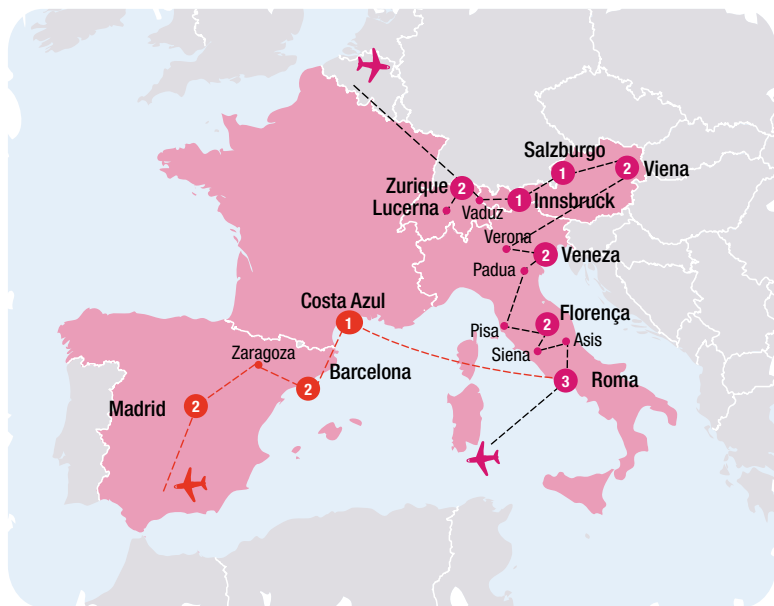 Salzburgo
1
2
Viena
Zurique
2
Lucerna
Vaduz
1
Innsbruck
Verona
2
Veneza
Padua
Costa Azul
1
Florença
2
Pisa
Siena
Asis
Zaragoza
Barcelona
2
Madrid
2
3
Roma